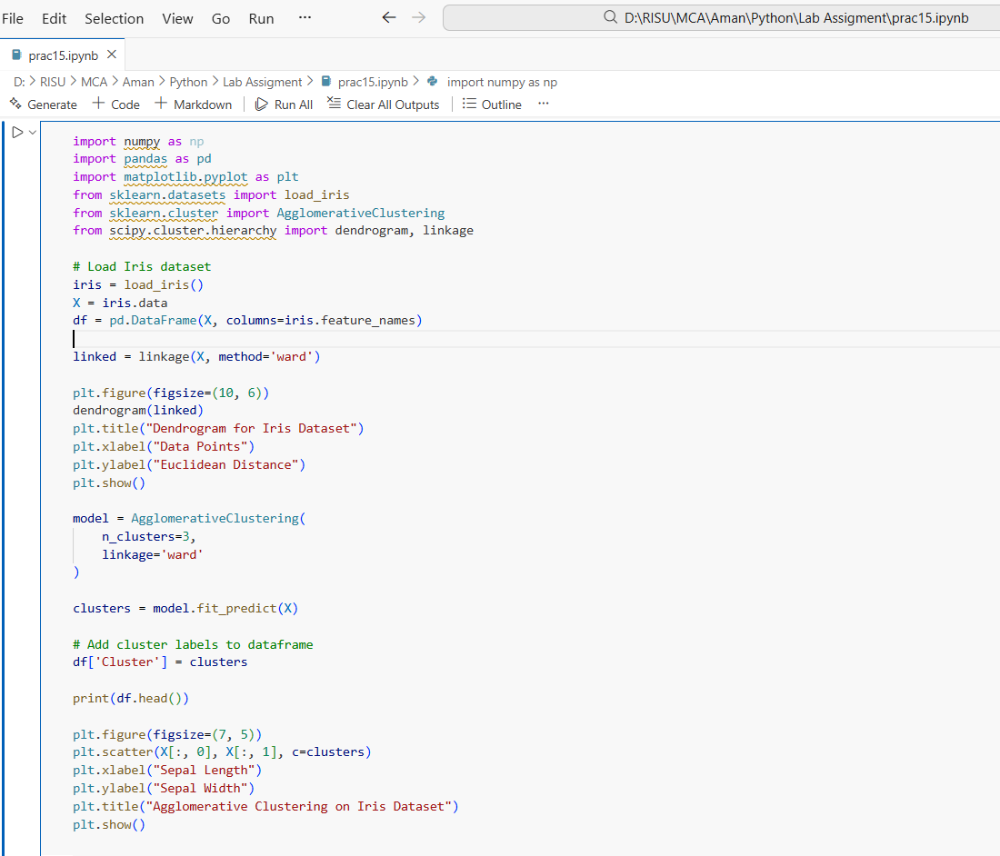 File Edit Selection View Go Run ··· D:\RISU\MCA\Aman\Python\Lab Assigment\prac15.ipynb
prac15.ipynb
D: > RISU > MCA > Aman > Python > Lab Assigment > prac15.ipynb > import numpy as np
Generate + Code + Markdown Run All Clear All Outputs Outline ···
import numpy as np
import pandas as pd
import matplotlib.pyplot as plt
from sklearn.datasets import load_iris
from sklearn.cluster import AgglomerativeClustering
from scipy.cluster.hierarchy import dendrogram, linkage
# Load Iris dataset
iris = load_iris()
X = iris.data
df = pd.DataFrame(X, columns=iris.feature_names)
linked = linkage(X, method='ward')
plt.figure(figsize=(10, 6))
dendrogram(linked)
plt.title("Dendrogram for Iris Dataset")
plt.xlabel("Data Points")
plt.ylabel("Euclidean Distance")
plt.show()
model = AgglomerativeClustering(
    n_clusters=3,
    linkage='ward'
)
clusters = model.fit_predict(X)
# Add cluster labels to dataframe
df['Cluster'] = clusters
print(df.head())
plt.figure(figsize=(7, 5))
plt.scatter(X[:, 0], X[:, 1], c=clusters)
plt.xlabel("Sepal Length")
plt.ylabel("Sepal Width")
plt.title("Agglomerative Clustering on Iris Dataset")
plt.show()